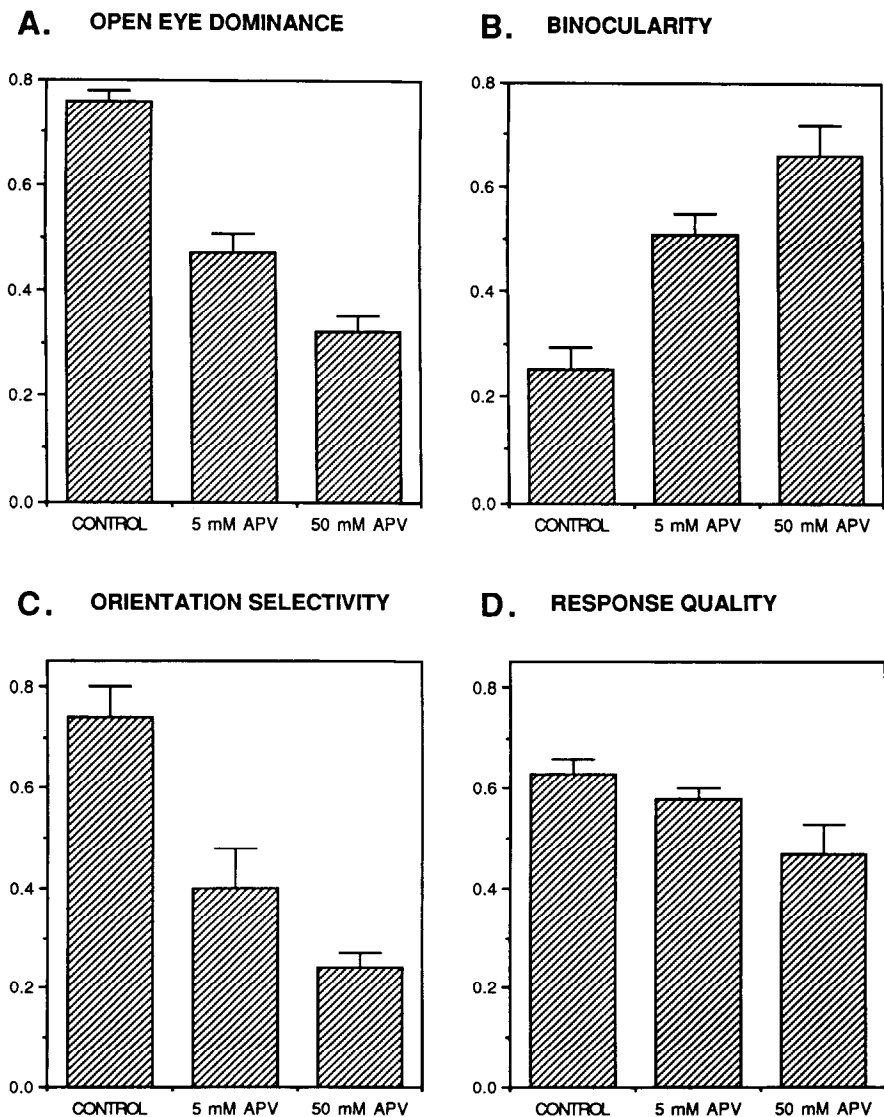 A. OPEN EYE DOMINANCE
0.8
0.6
0.4
0.2
0.0
CONTROL 5 mM APV 50 mM APV
B. BINOCULARITY
0.8
0.6
0.4
0.2
0.0
CONTROL 5 mM APV 50 mM APV
C. ORIENTATION SELECTIVITY
0.8
0.6
0.4
0.2
0.0
CONTROL 5 mM APV 50 mM APV
D. RESPONSE QUALITY
0.8
0.6
0.4
0.2
0.0
CONTROL 5 mM APV 50 mM APV